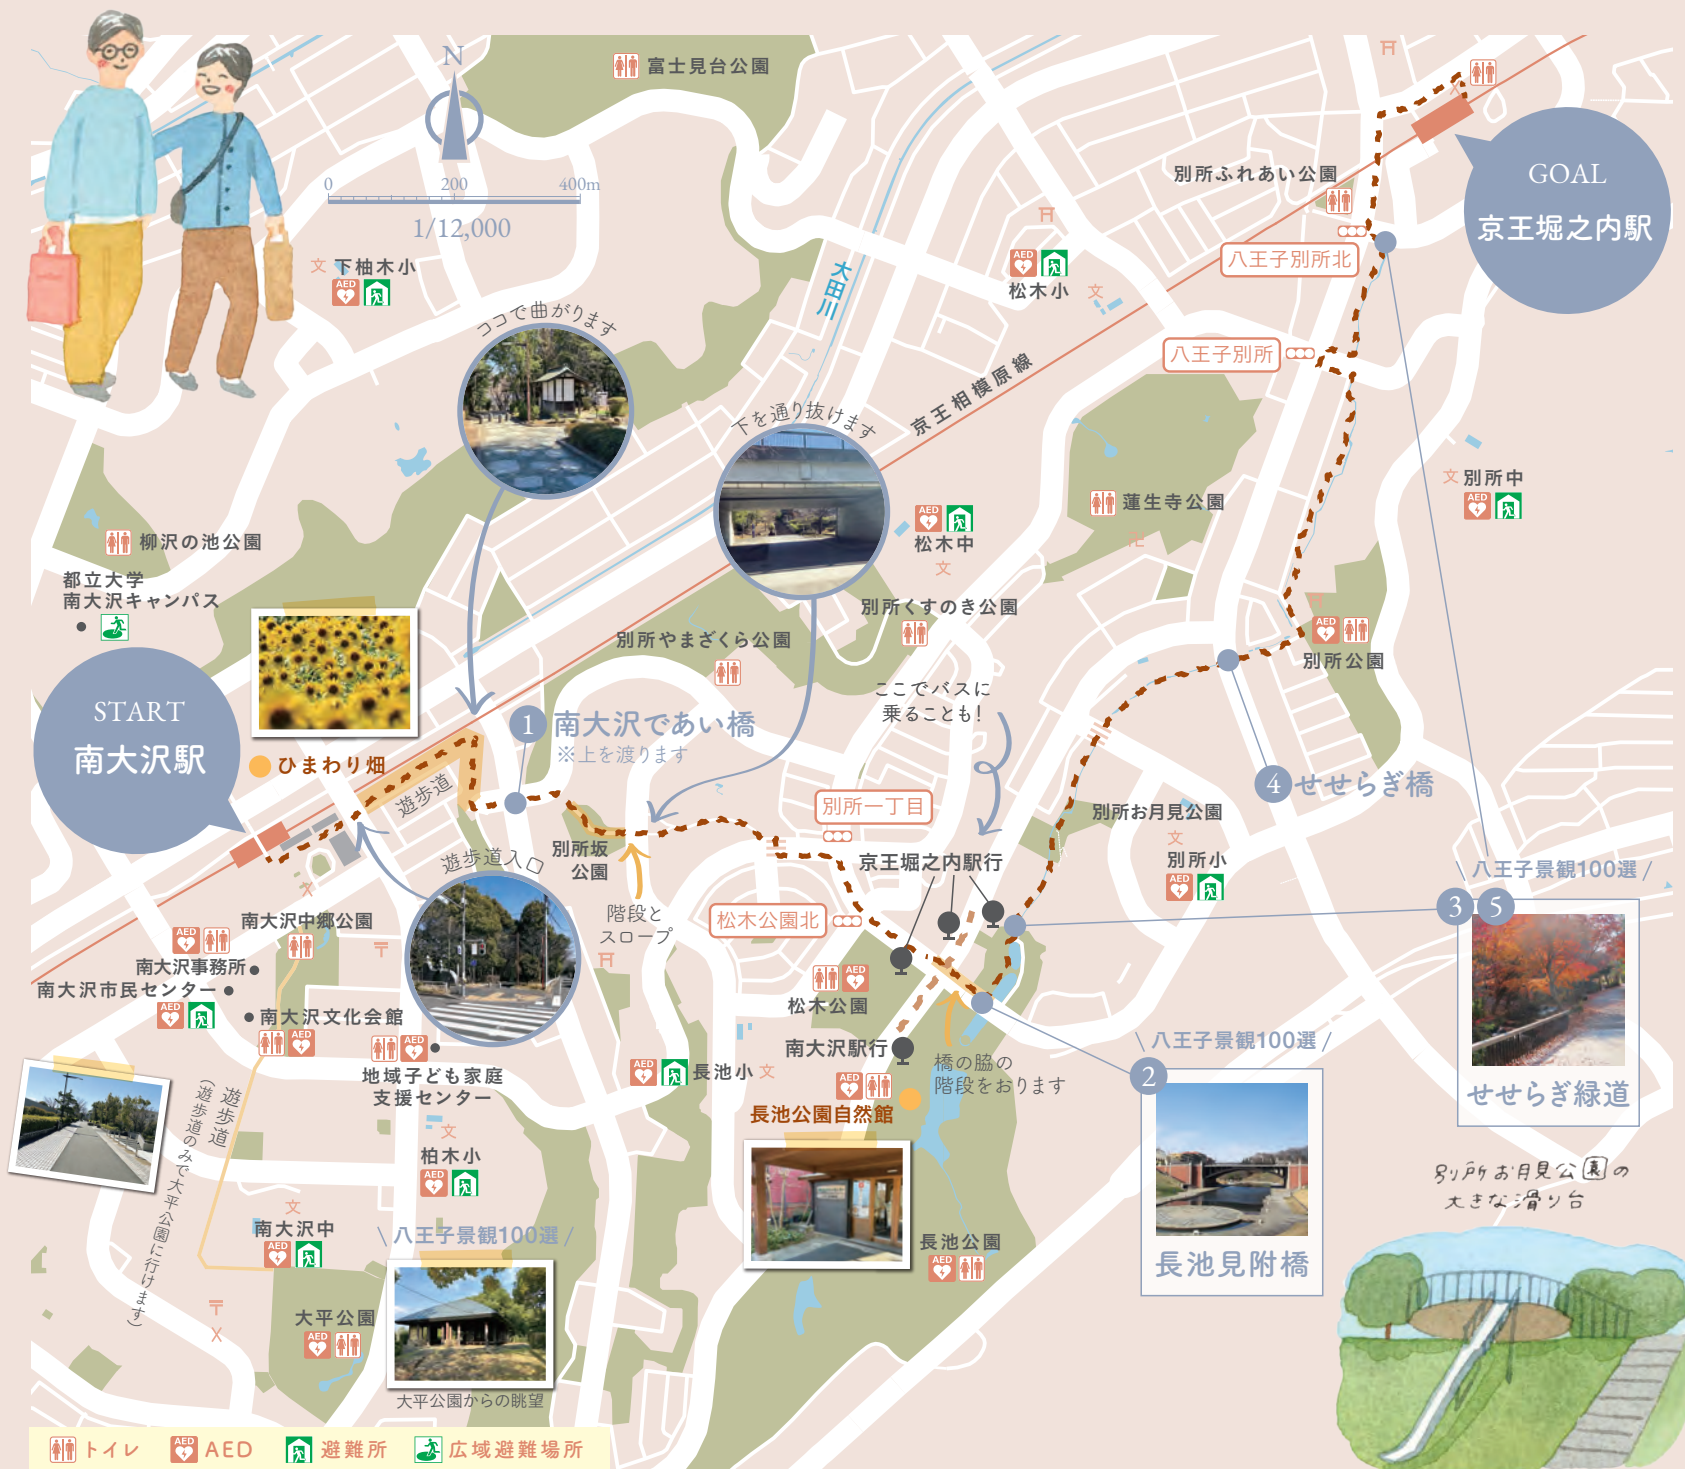 N
0 200 400m
1/12,000
富士見台公園
下柚木小
AED
ココで曲がります
大田川
下を通り抜けます
京王相模原線
別所ふれあい公園
AED
松木小
八王子別所北
八王子別所
GOAL
京王堀之内駅
柳沢の池公園
都立大学
南大沢キャンパス
AED
松木中
蓮生寺公園
別所中
AED
別所くすのき公園
別所やまざくら公園
AED
別所公園
START
南大沢駅
ひまわり畑
遊歩道
1 南大沢であい橋
※上を渡ります
ここでバスに
乗ることも!
4 せせらぎ橋
別所一丁目
別所お月見公園
別所小
AED
京王堀之内駅行
別所坂
公園
遊歩道入口
階段と
スロープ
松木公園北
南大沢中郷公園
AED
南大沢事務所
南大沢市民センター
AED
南大沢文化会館
AED
AED
地域子ども家庭
支援センター
AED
松木公園
南大沢駅行
AED
長池小
AED
長池公園自然館
橋の脇の
階段をおります
八王子景観100選
3 5
せせらぎ緑道
八王子景観100選
2
長池見附橋
遊歩道
(遊歩道のみで大平公園に行けます)
柏木小
AED
南大沢中
AED
八王子景観100選
大平公園
AED
大平公園からの眺望
長池公園
AED
別所お月見公園の
大きな滑り台
トイレ
AED AED
避難所
広域避難場所